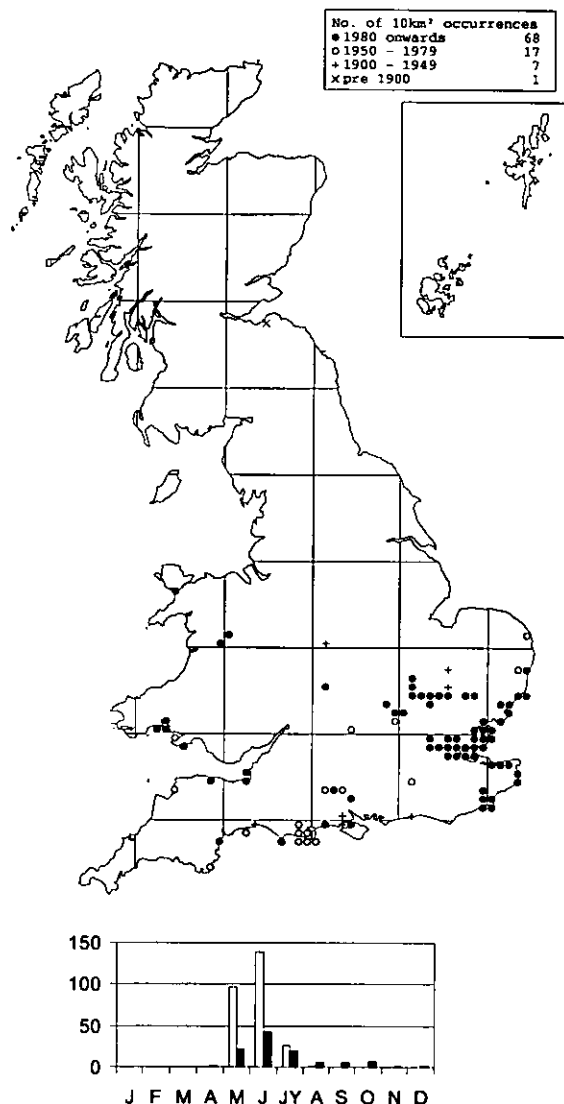 No. of 10km² occurrences
● 1980 onwards 68
○ 1950 - 1979 17
+ 1900 - 1949 7
x pre 1900 1
150
100
50
0
J F M A M J JY A S O N D